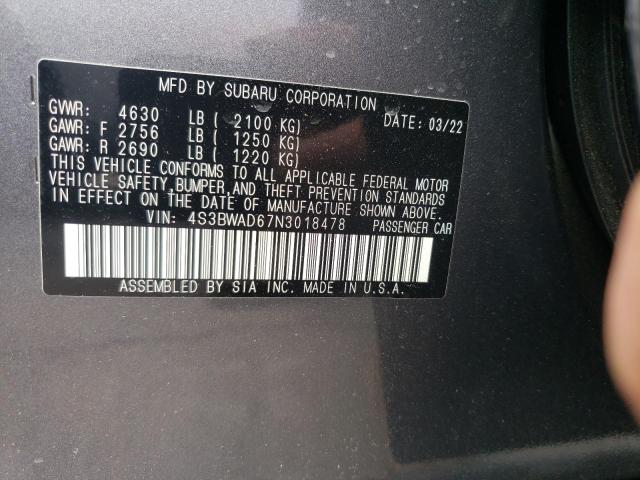 MFD BY SUBARU CORPORATION
GVWR: 4630 LB ( 2100 KG) DATE: 03/22
GAWR: F 2756 LB ( 1250 KG)
GAWR: R 2690 LB ( 1220 KG)
THIS VEHICLE CONFORMS TO ALL APPLICABLE FEDERAL MOTOR
VEHICLE SAFETY, BUMPER, AND THEFT PREVENTION STANDARDS
IN EFFECT ON THE DATE OF MANUFACTURE SHOWN ABOVE.
VIN: 4S3BWAD67N3018478 PASSENGER CAR
ASSEMBLED BY SIA INC. MADE IN U.S.A.